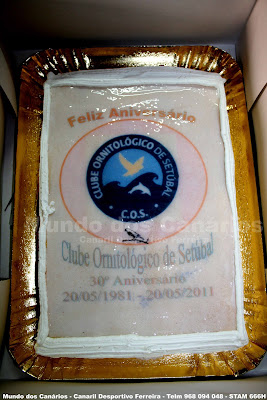 Feliz Aniversário
CLUBE ORNITOLÓGICO DE SETÚBAL
C.O.S.
Mundo dos Canários
Clube Ornitológico de Setúbal
30º Aniversário
20/05/1981 - 20/05/2011
Mundo dos Canários - Canaril Desportivo Ferreira - Telm 968 094 048 - STAM 666H